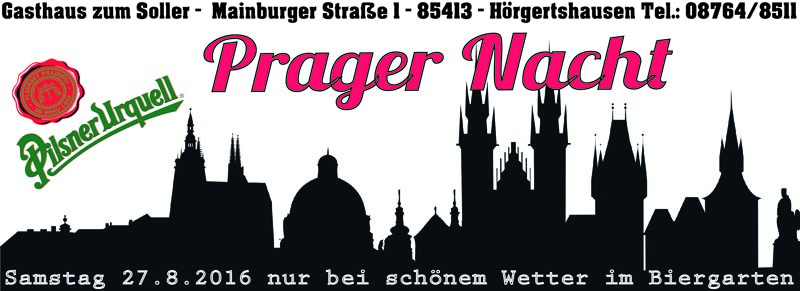 Gasthaus zum Soller - Mainburger Straße 1 - 85413 - Hörgertshausen Tel.: 08764/8511
Prager Nacht
Pilsner Urquell
Samstag 27.8.2016 nur bei schönem Wetter im Biergarten